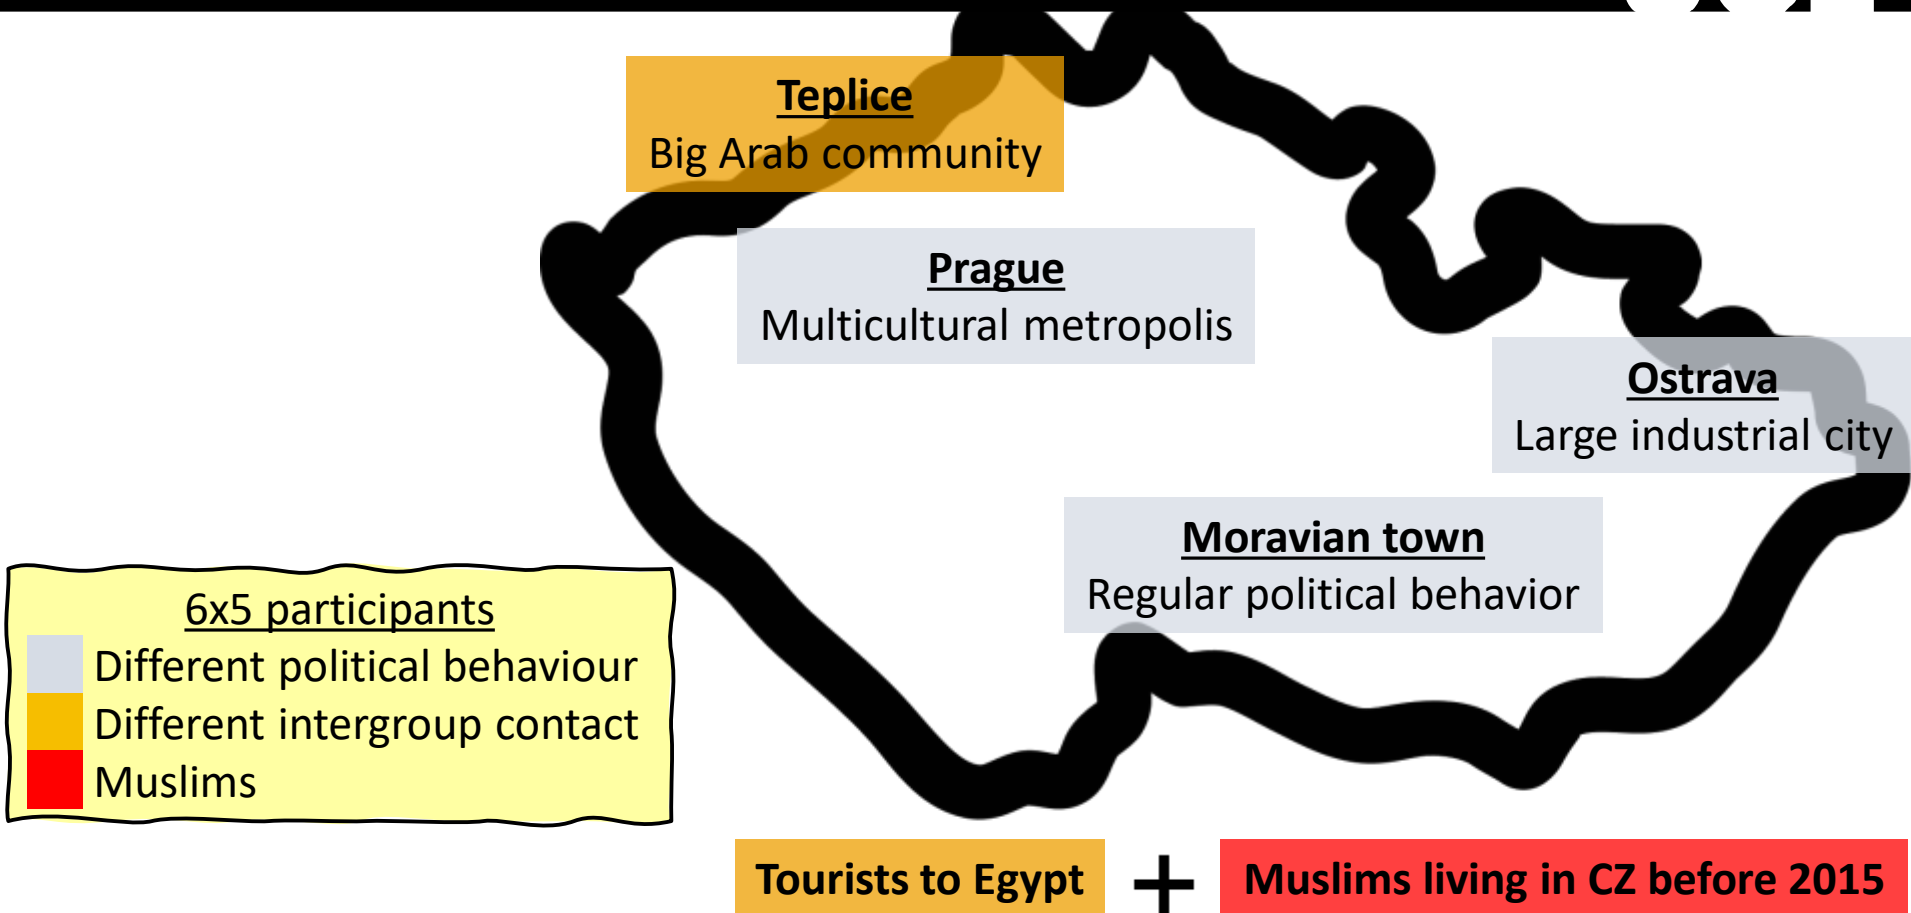 Teplice
Big Arab community
Prague
Multicultural metropolis
Ostrava
Large industrial city
Moravian town
Regular political behavior
6x5 participants
Different political behaviour
Different intergroup contact
Muslims
Tourists to Egypt
+
Muslims living in CZ before 2015